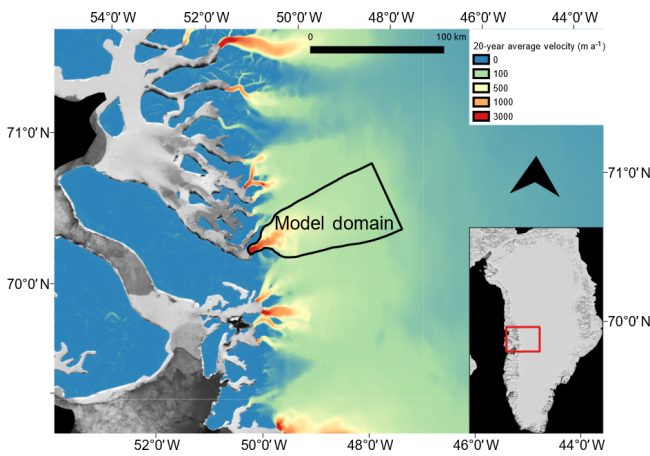 54°0'W 52°0'W 50°0'W 48°0'W 46°0'W 44°0'W
0 100 km
20-year average velocity (m a⁻¹)
0
100
500
1000
3000
71°0'N
71°0'N
Model domain
70°0'N
70°0'N
52°0'W 50°0'W 48°0'W 46°0'W 44°0'W